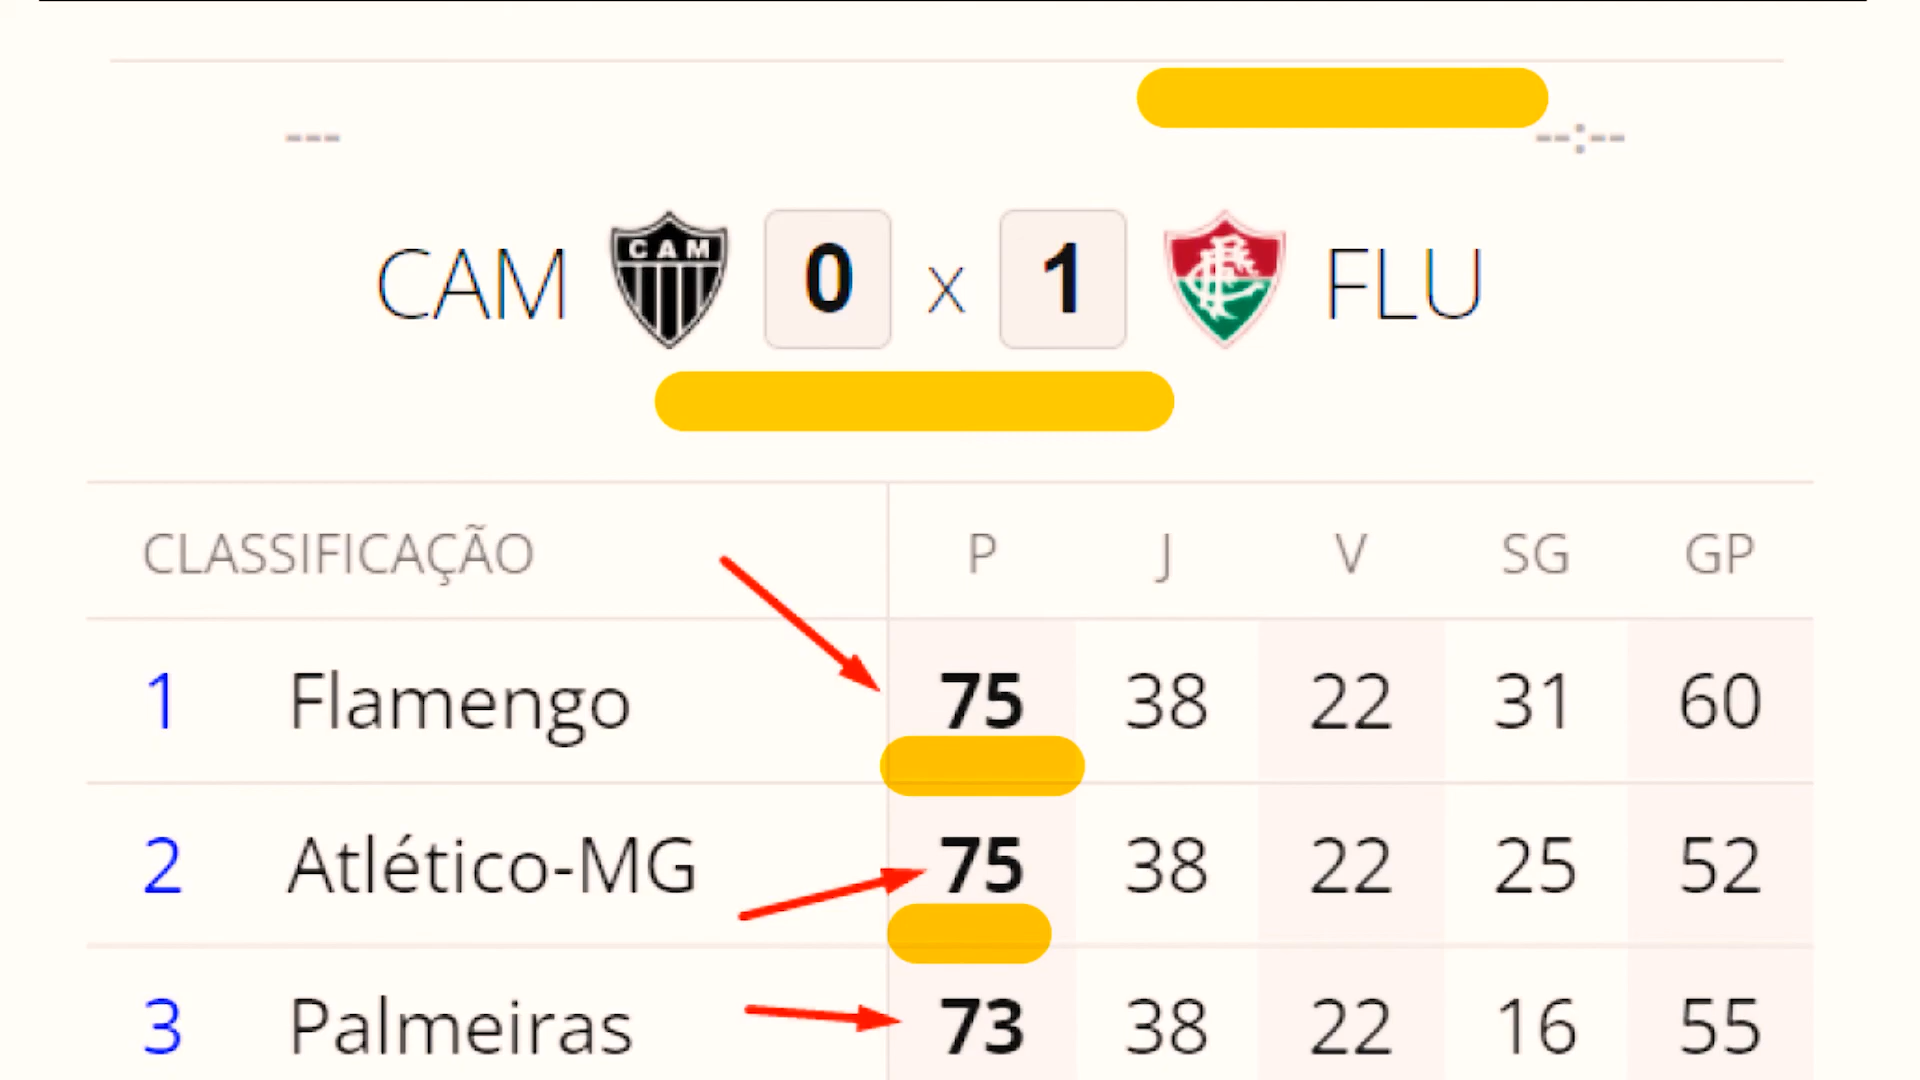 --- --:--
CAM CAM 0 x 1 FLU
CLASSIFICAÇÃO P J V SG GP
1 Flamengo 75 38 22 31 60
2 Atlético-MG 75 38 22 25 52
3 Palmeiras 73 38 22 16 55